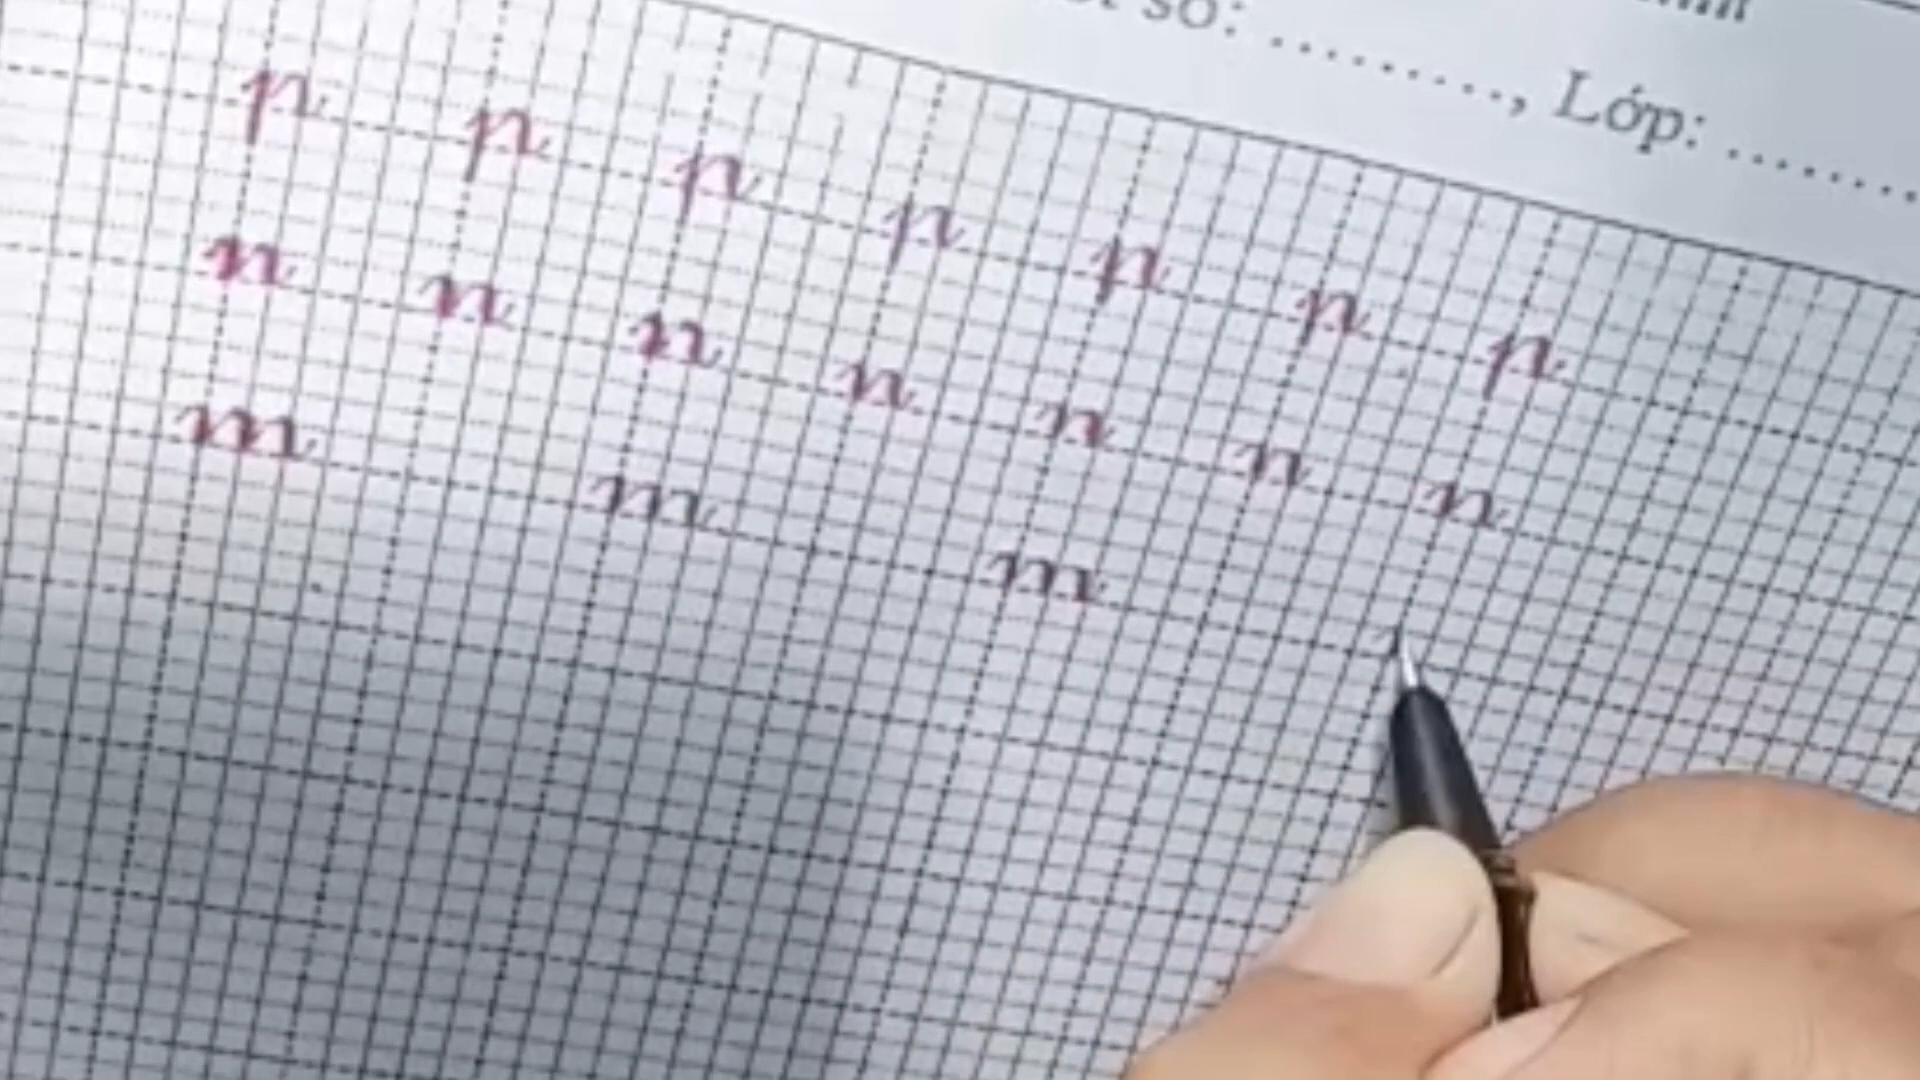 số: ........., Lớp: ........
p p p p p p p
n n n n n n n
m m m